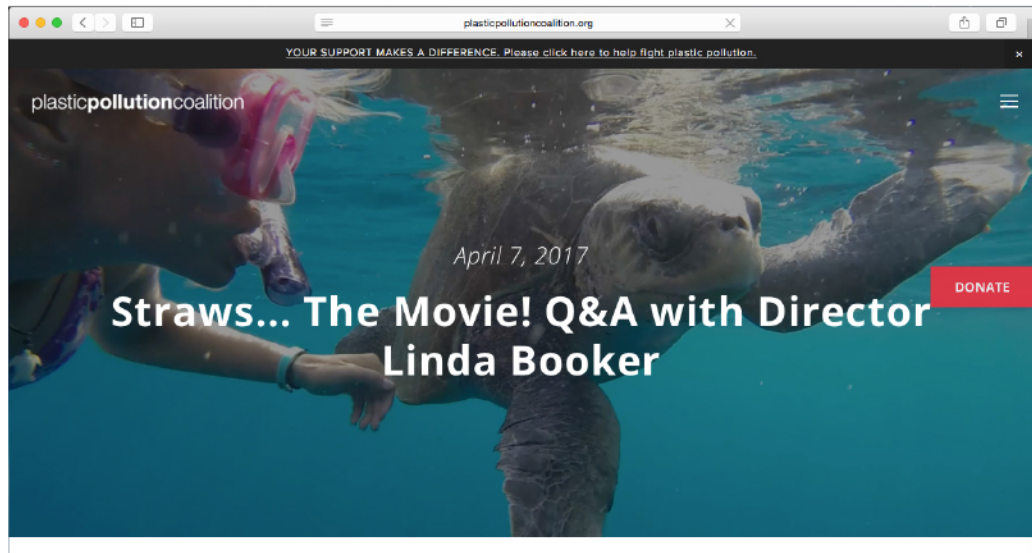 plasticpollutioncoalition.org
YOUR SUPPORT MAKES A DIFFERENCE. Please click here to help fight plastic pollution.
plasticpollutioncoalition
April 7, 2017
DONATE
Straws... The Movie! Q&A with Director
Linda Booker